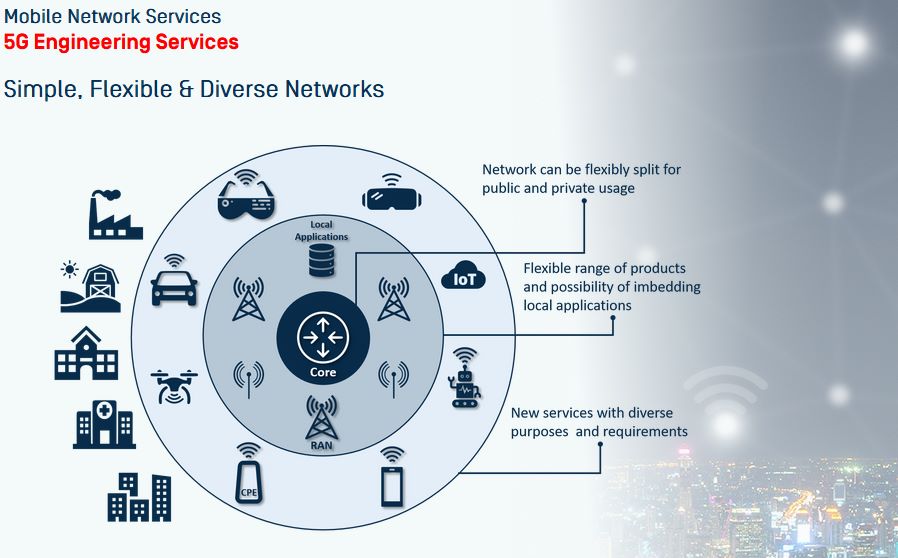 Mobile Network Services
5G Engineering Services
Simple, Flexible & Diverse Networks
Network can be flexibly split for
public and private usage
Local
Applications
Flexible range of products
and possibility of imbedding
local applications
IoT
Core
New services with diverse
purposes and requirements
RAN
CPE